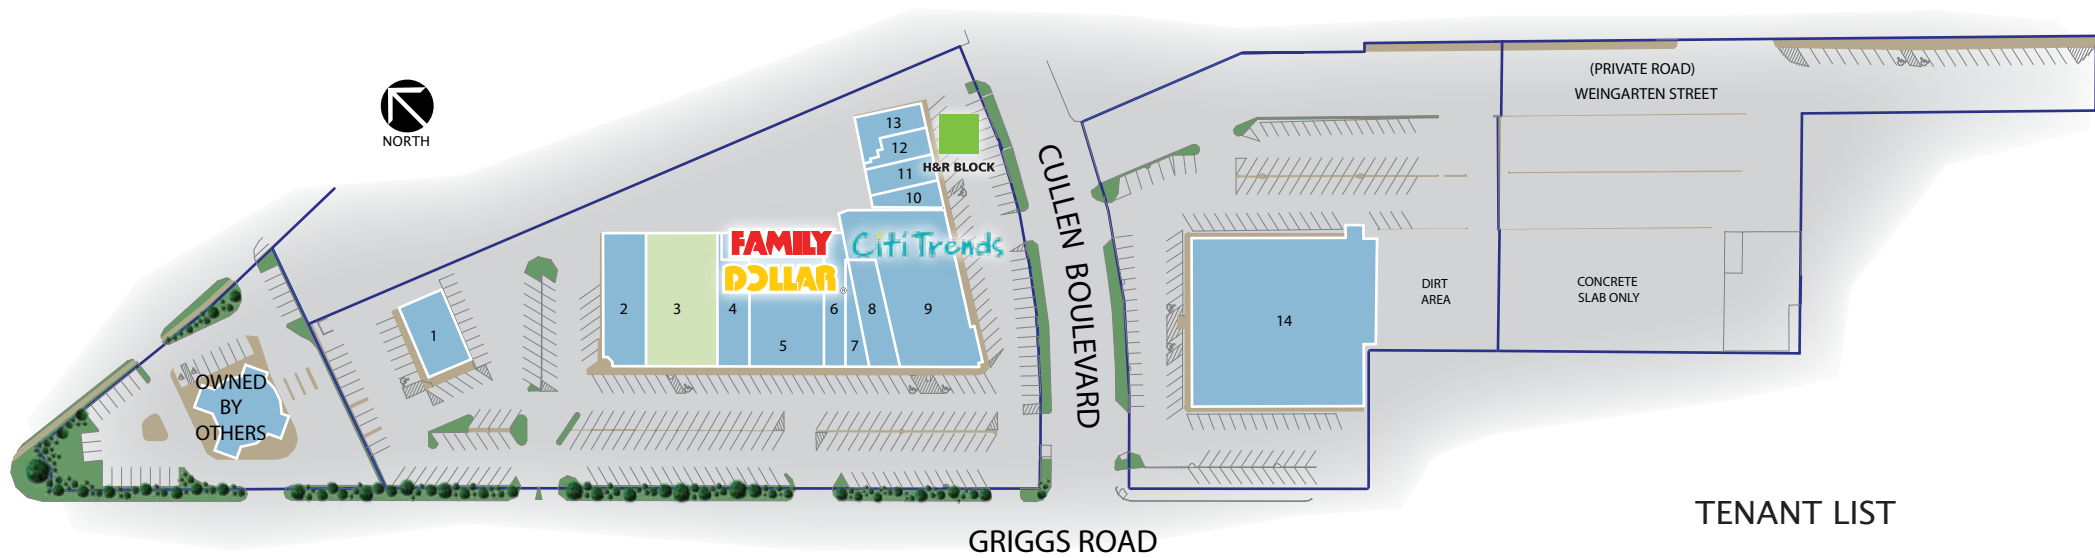 (PRIVATE ROAD)
WEINGARTEN STREET
NORTH
13
12
11
10
H&R BLOCK
CULLEN BOULEVARD
FAMILY
DOLLAR®
Citi Trends
1
2
3
4
5
6
7
8
9
14
DIRT
AREA
CONCRETE
SLAB ONLY
OWNED
BY
OTHERS
TENANT LIST
GRIGGS ROAD